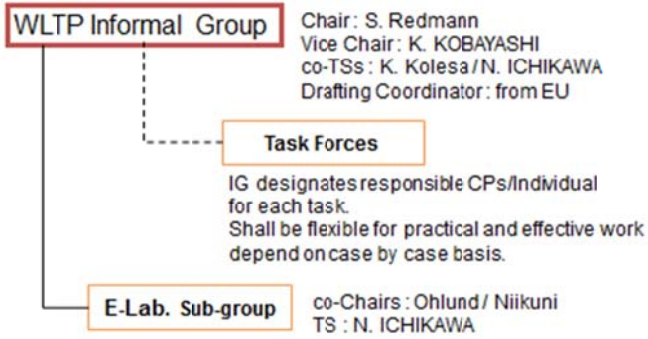 WLTP Informal Group
Chair: S. Redmann
Vice Chair: K. KOBAYASHI
co-TSs: K. Kolesa/N. ICHIKAWA
Drafting Coordinator: from EU
Task Forces
IG designates responsible CPs/Individual
for each task.
Shall be flexible for practical and effective work
depend on case by case basis.
E-Lab. Sub-group
co-Chairs: Ohlund/ Niikuni
TS: N. ICHIKAWA